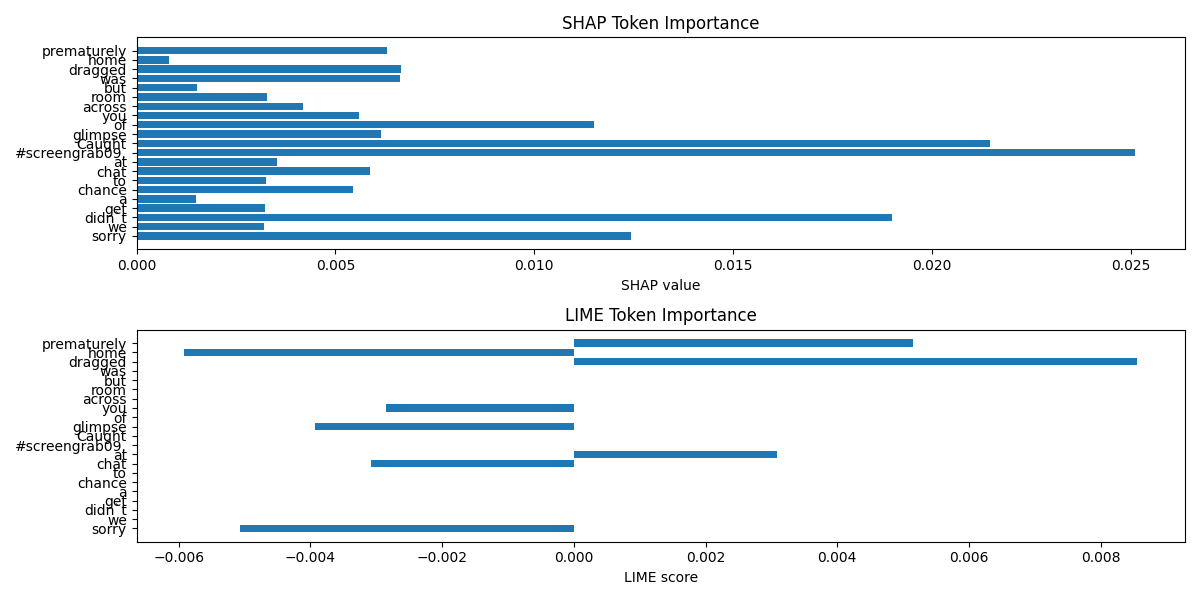 SHAP Token Importance
prematurely
home
dragged
was
but
room
across
you
of
glimpse
Caught
#screengrab09,
at
chat
to
chance
a
get
didn`t
we
sorry
0.000 0.005 0.010 0.015 0.020 0.025
SHAP value
LIME Token Importance
prematurely
home
dragged
was
but
room
across
you
of
glimpse
Caught
#screengrab09,
at
chat
to
chance
a
get
didn`t
we
sorry
−0.006 −0.004 −0.002 0.000 0.002 0.004 0.006 0.008
LIME score